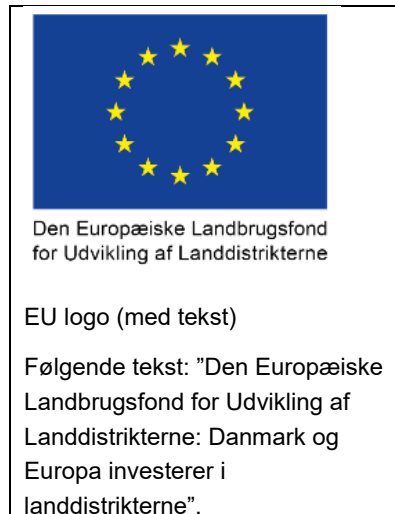 Den Europæiske Landbrugsfond
for Udvikling af Landdistrikterne
EU logo (med tekst)
Følgende tekst: ”Den Europæiske
Landbrugsfond for Udvikling af
Landdistrikterne: Danmark og
Europa investerer i
landdistrikterne”.